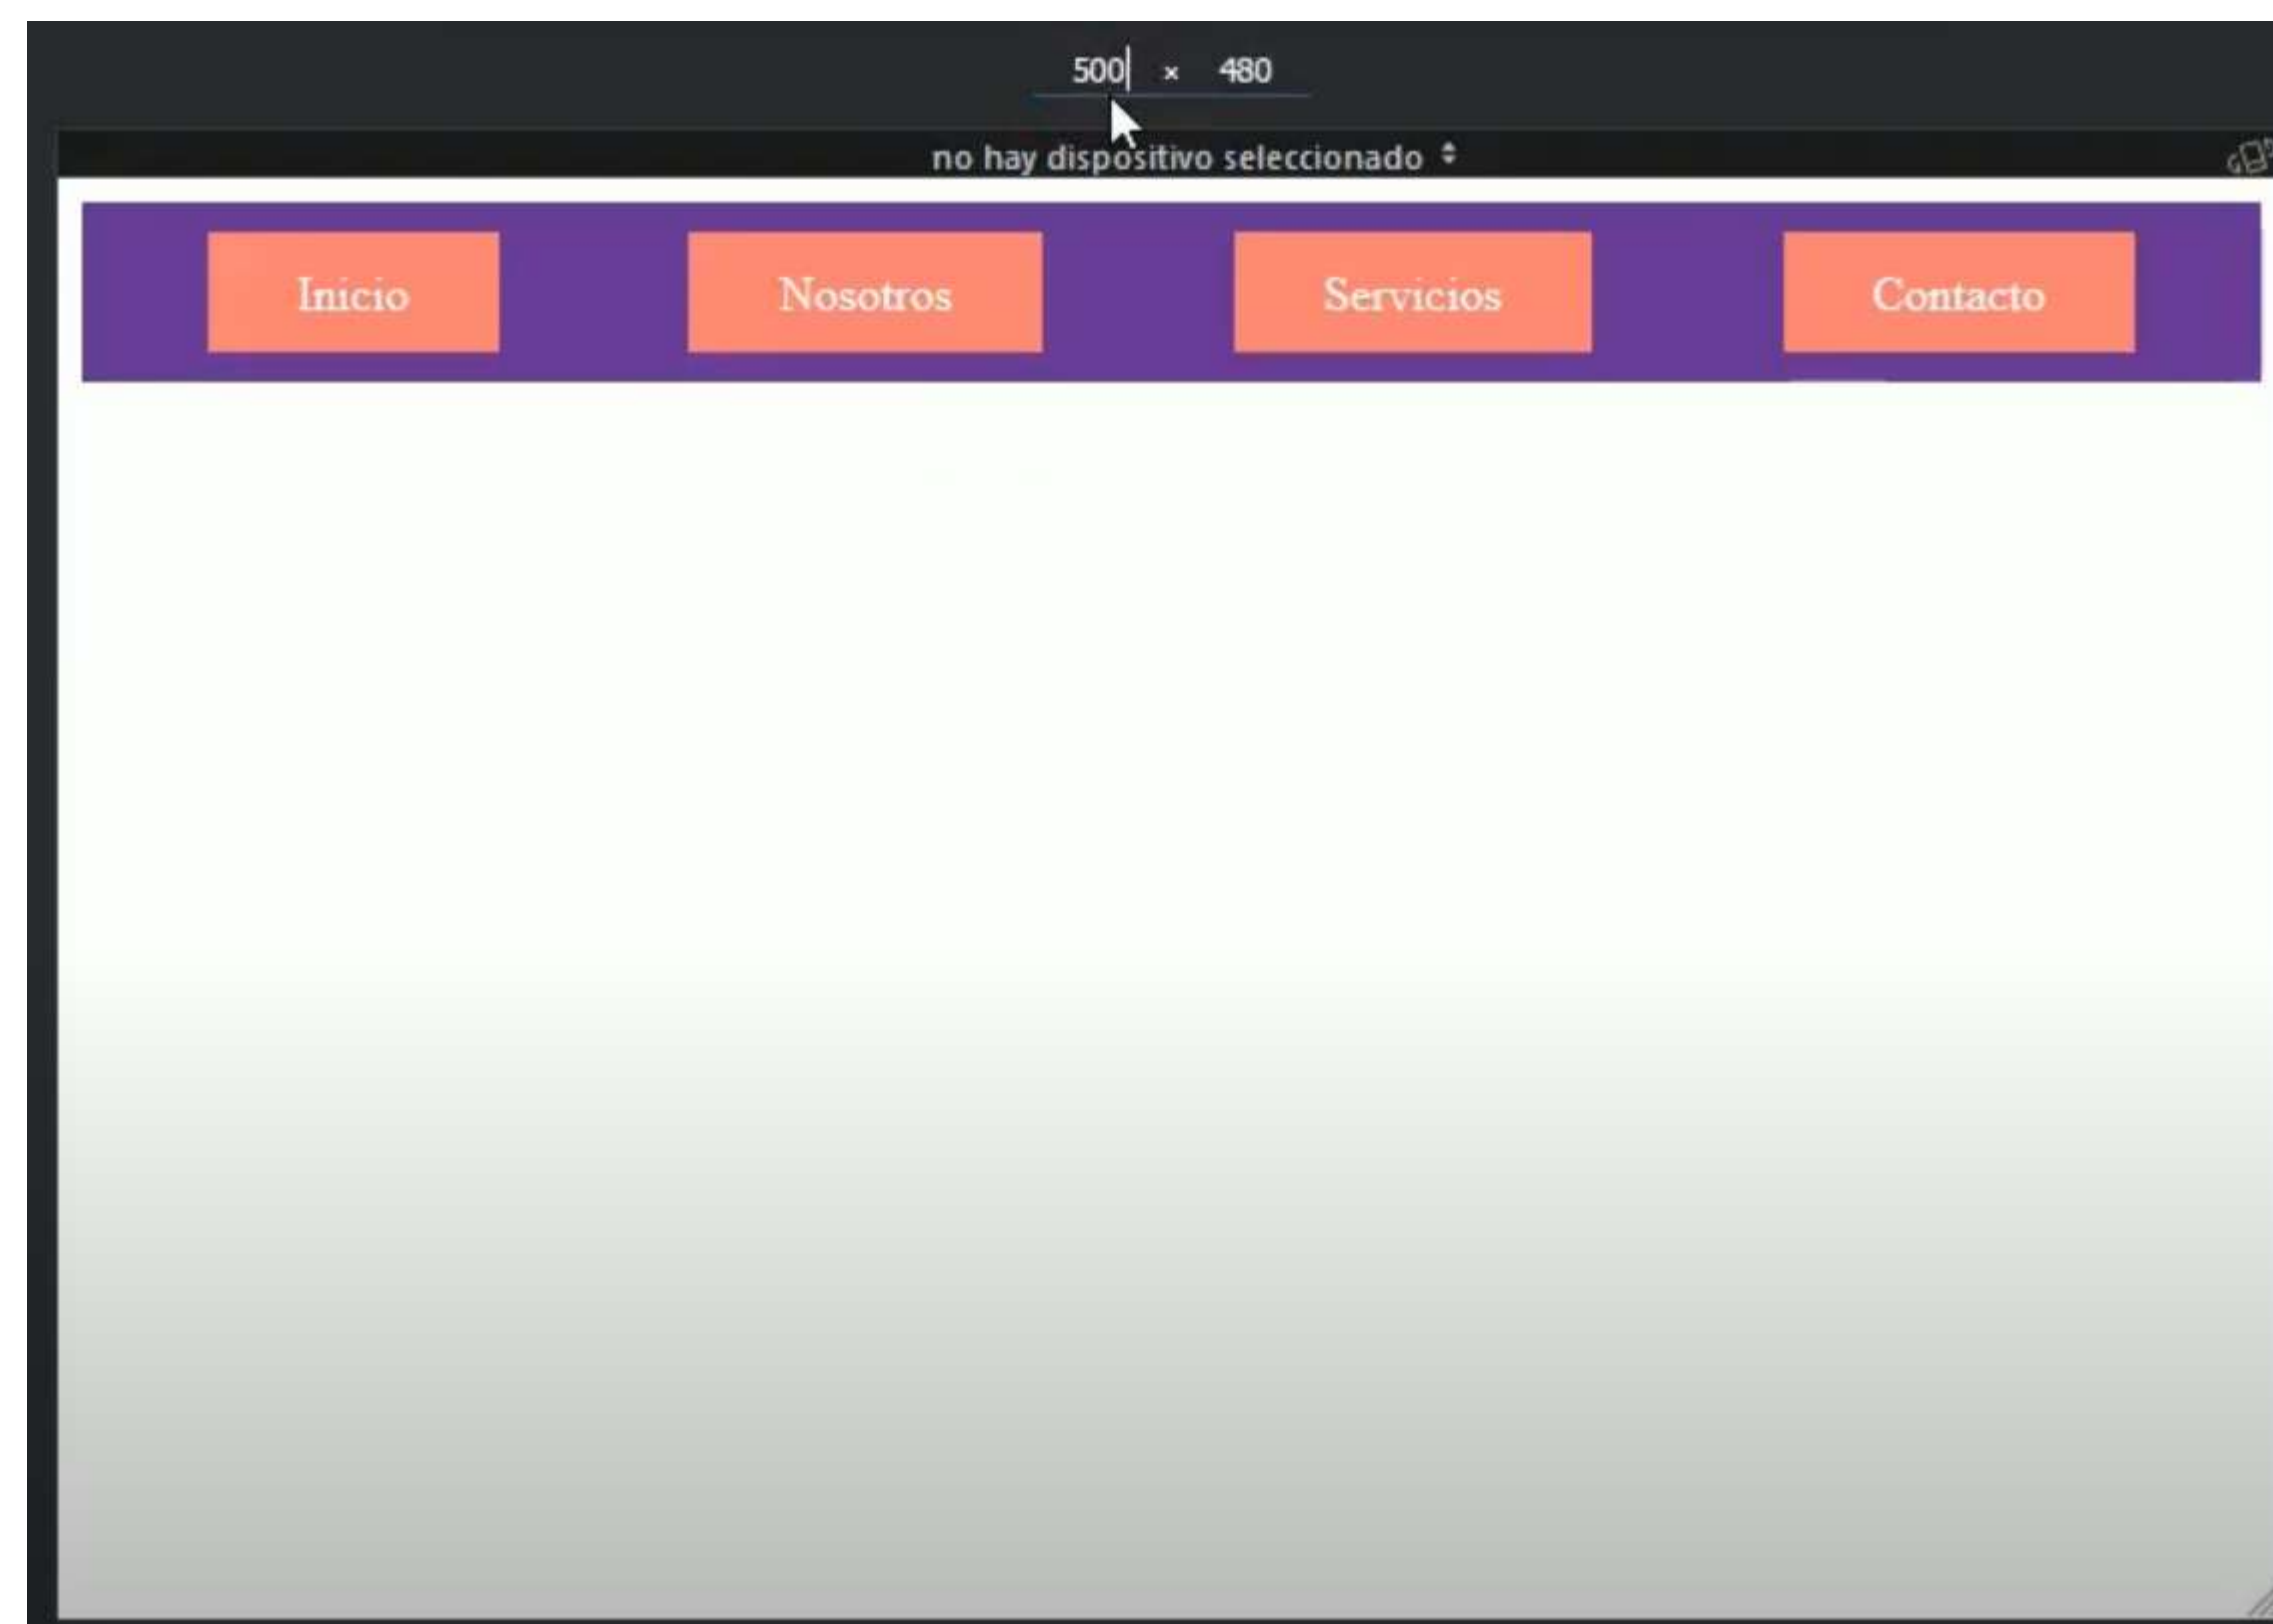 500 × 480
no hay dispositivo seleccionado
Inicio Nosotros Servicios Contacto